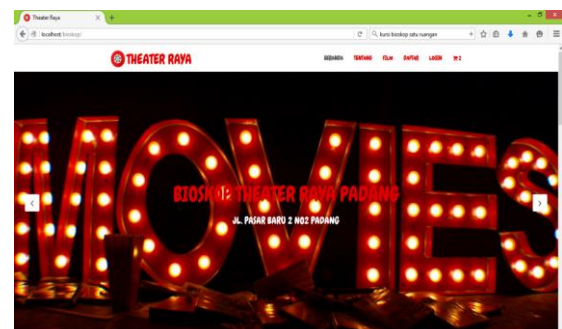 Theater Raya
localhost/bioskop/
kursi bioskop satu ruangan
THEATER RAYA
BERANDA TENTANG FILM DAFTAR LOGIN 2
MOVIES
BIOSKOP THEATER RAYA PADANG
JL. PASAR BARU 2 NO2 PADANG